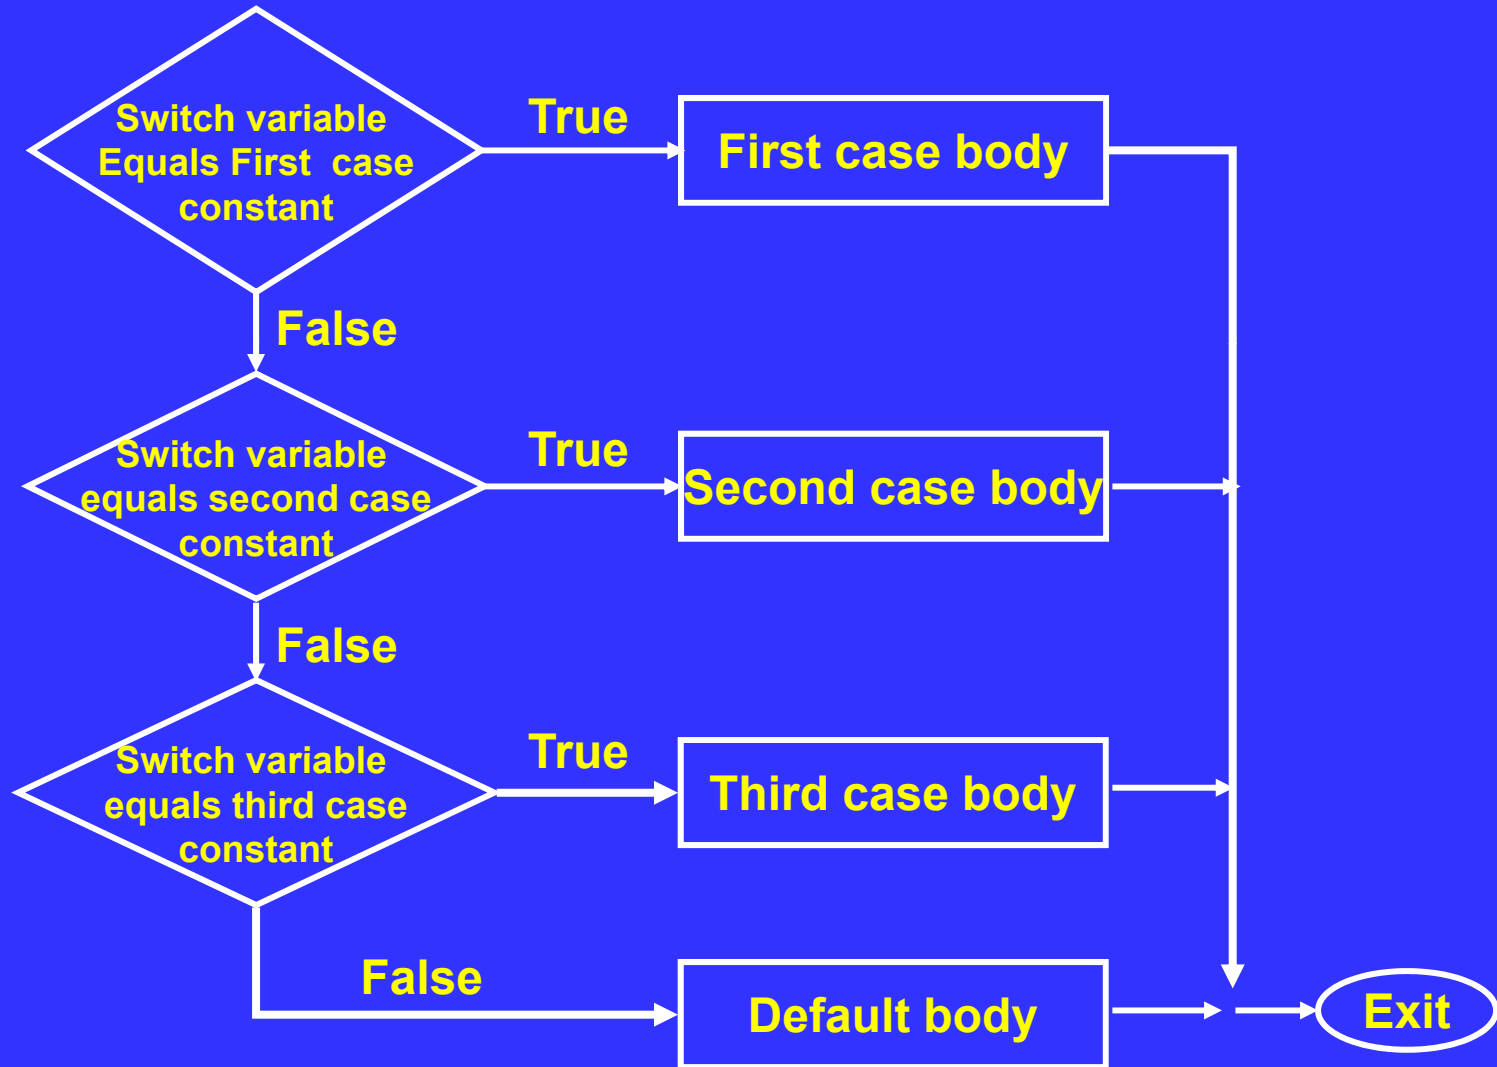 Switch variable
Equals First case
constant
True
First case body
False
Switch variable
equals second case
constant
True
Second case body
False
Switch variable
equals third case
constant
True
Third case body
False
Default body
Exit